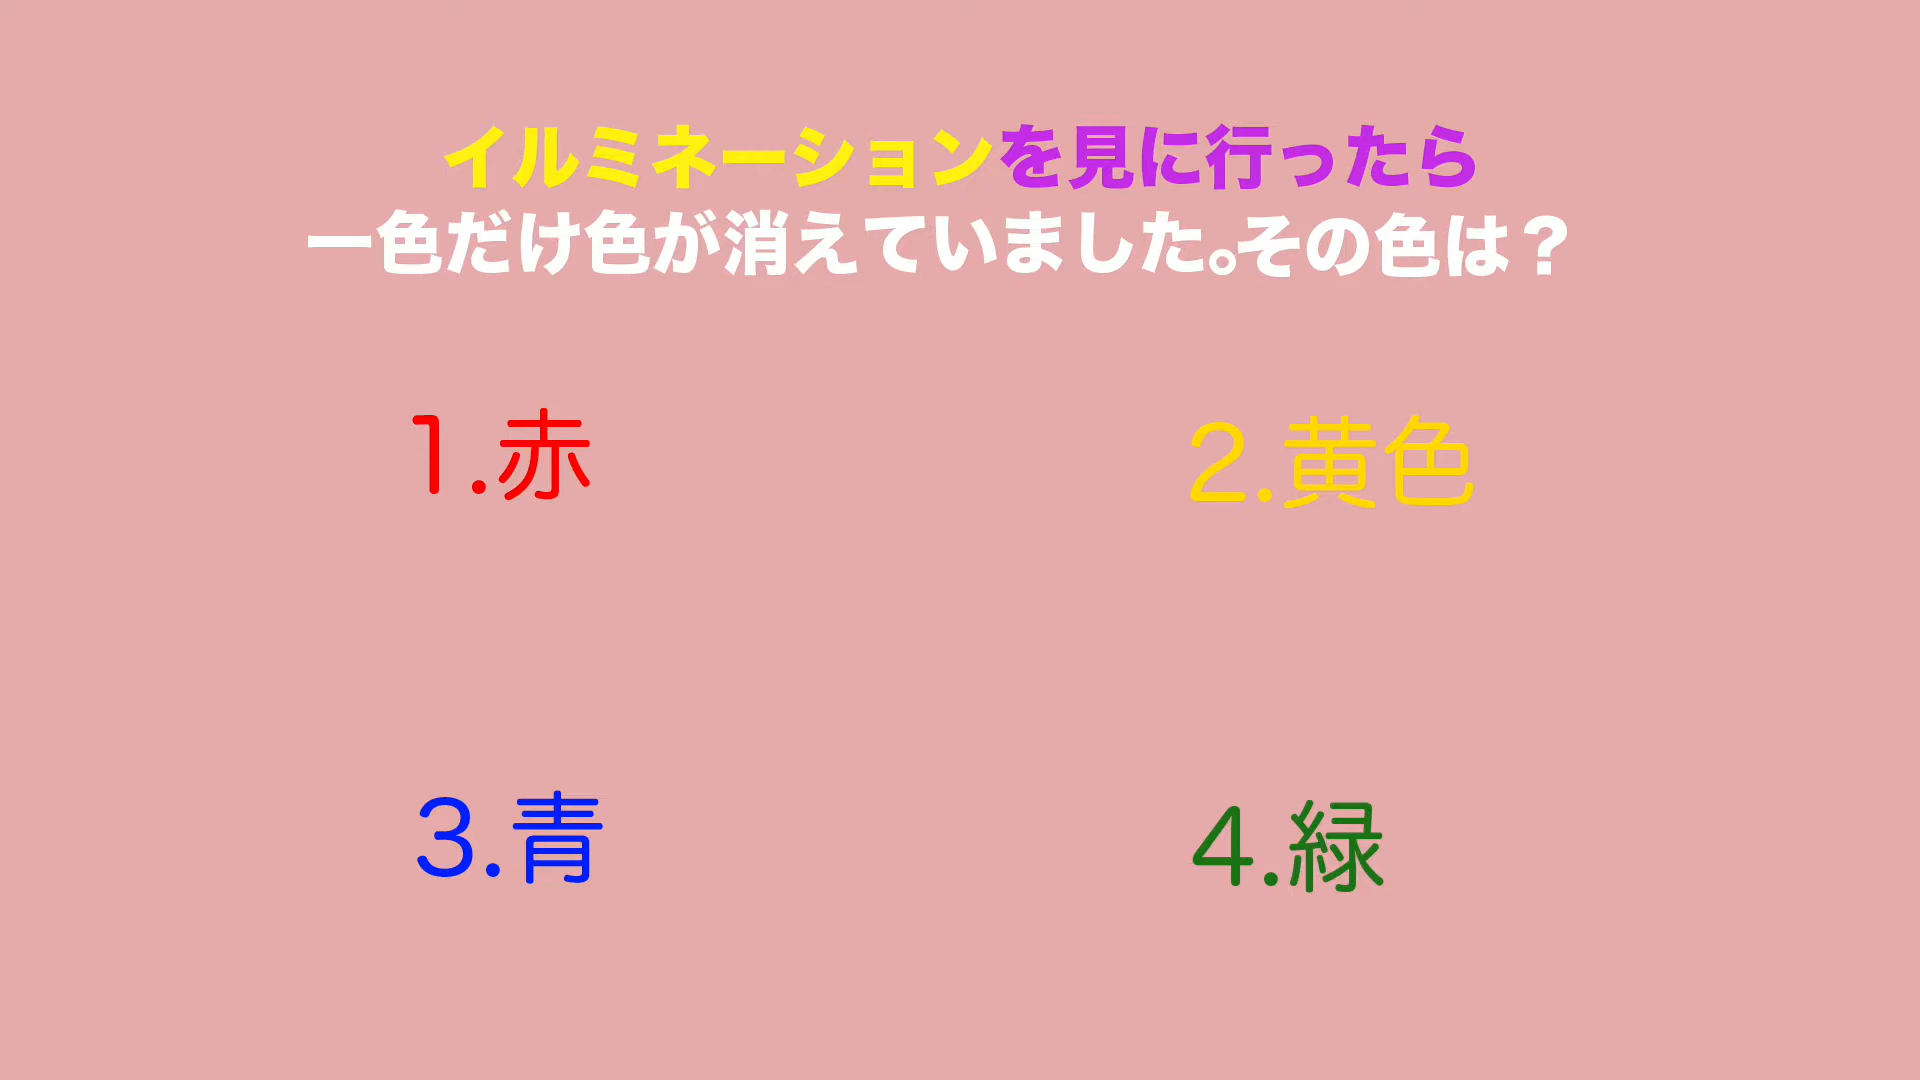 イルミネーションを見に行ったら
一色だけ色が消えていました。その色は？
1.赤
2.黄色
3.青
4.緑